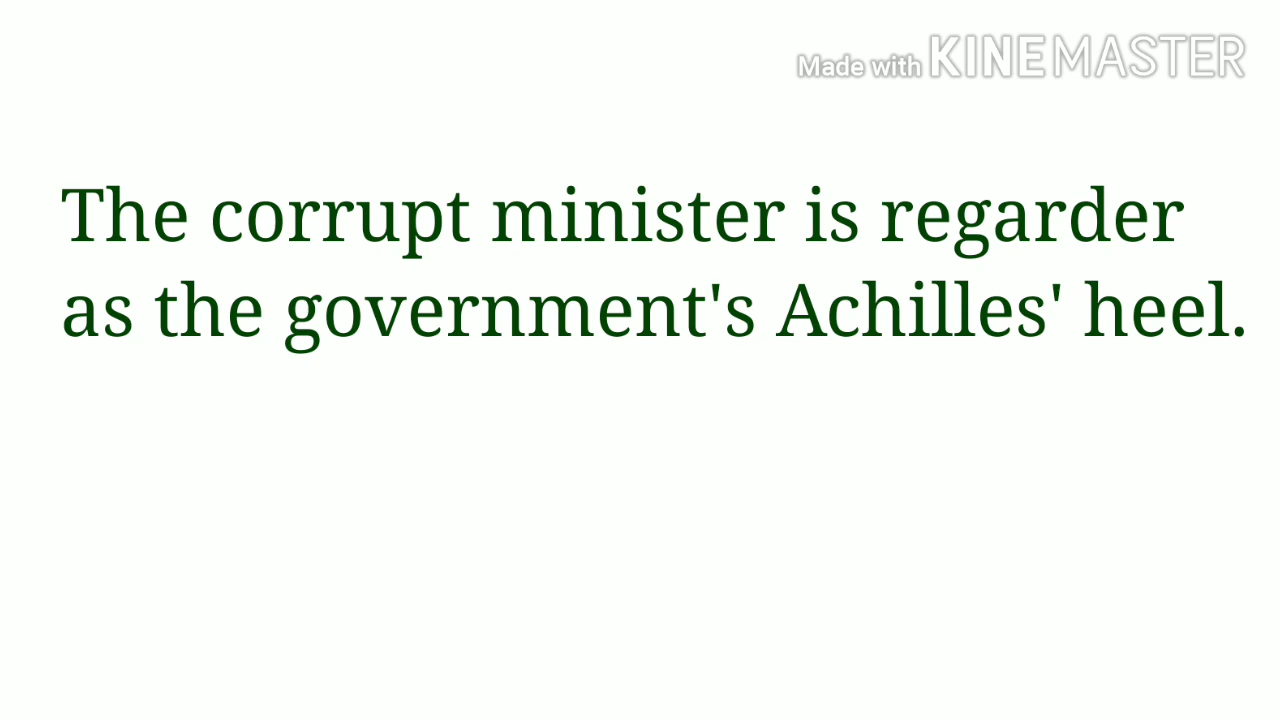 Made with KINEMASTER
The corrupt minister is regarder
as the government's Achilles' heel.